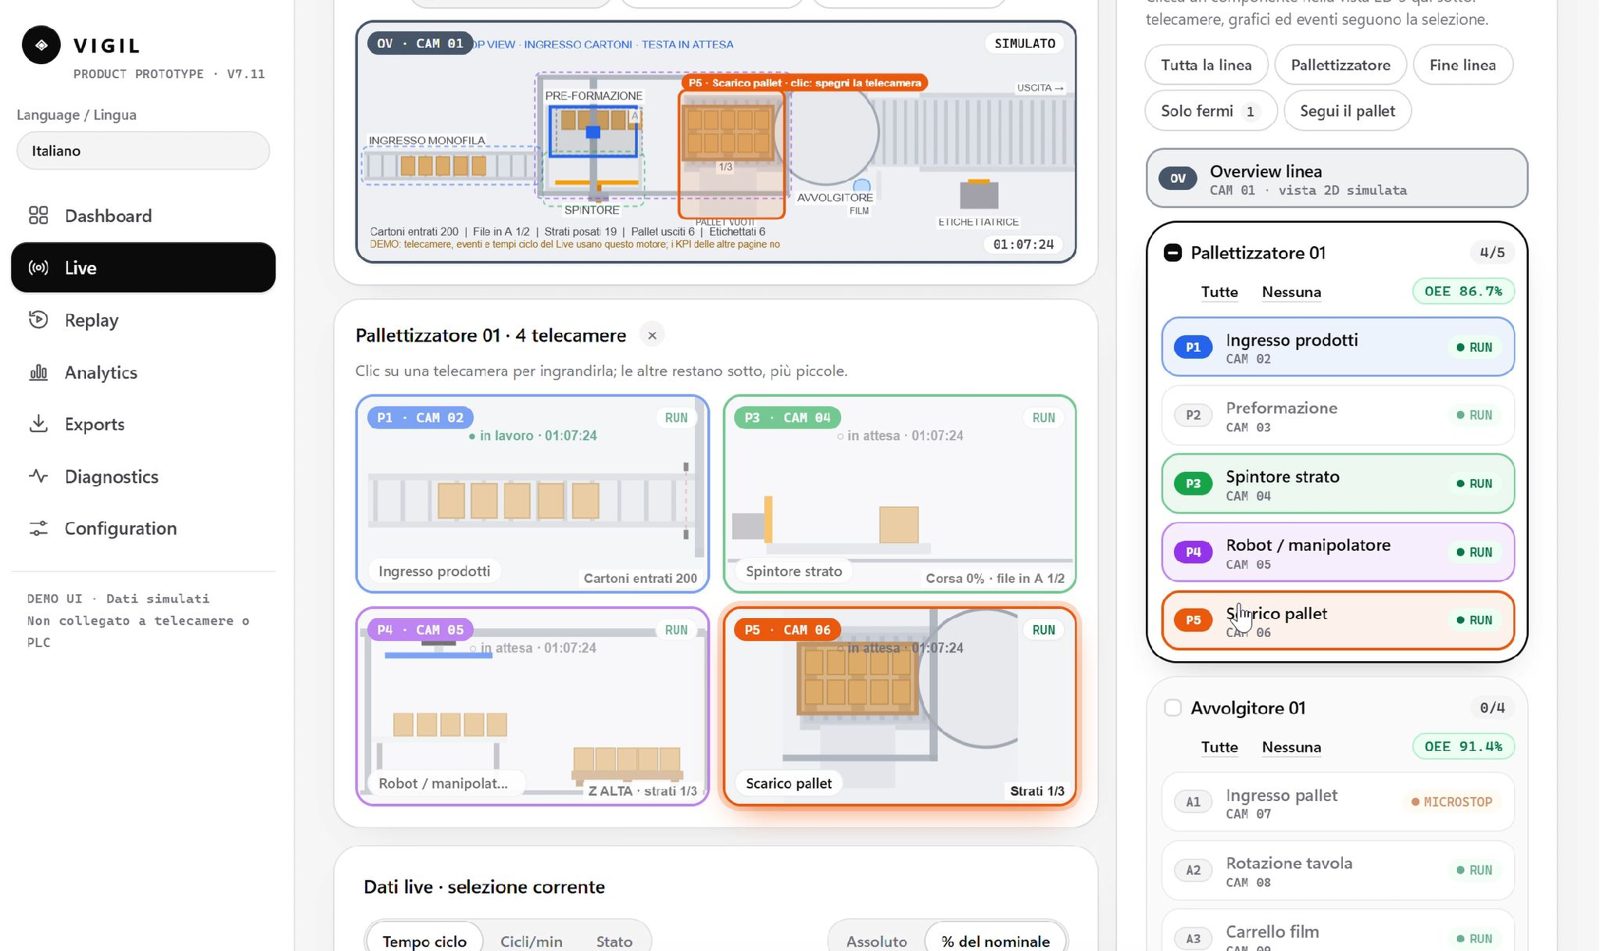 VIGIL
PRODUCT PROTOTYPE · V7.11
Language / Lingua
Italiano
Dashboard
Live
Replay
Analytics
Exports
Diagnostics
Configuration
DEMO UI · Dati simulati
Non collegato a telecamere o
PLC
OV · CAM 01
OP VIEW · INGRESSO CARTONI · TESTA IN ATTESA
SIMULATO
P5 · Scarico pallet · clic: spegni la telecamera
USCITA →
PRE-FORMAZIONE
A
INGRESSO MONOFILA
1/3
SPINTORE
AVVOLGITORE
FILM
PALLET VUOTI
ETICHETTATRICE
Cartoni entrati 200 | File in A 1/2 | Strati posati 19 | Pallet usciti 6 | Etichettati 6
DEMO: telecamere, eventi e tempi ciclo del Live usano questo motore; i KPI delle altre pagine no
01:07:24
Pallettizzatore 01 · 4 telecamere ×
Clic su una telecamera per ingrandirla; le altre restano sotto, più piccole.
P1 · CAM 02
RUN
● in lavoro · 01:07:24
Ingresso prodotti
Cartoni entrati 200
P3 · CAM 04
RUN
○ in attesa · 01:07:24
Spintore strato
Corsa 0% · file in A 1/2
P4 · CAM 05
RUN
○ in attesa · 01:07:24
Robot / manipolat...
Z ALTA · strati 1/3
P5 · CAM 06
RUN
○ in attesa · 01:07:24
Scarico pallet
Strati 1/3
Dati live · selezione corrente
Tempo ciclo
Cicli/min
Stato
Assoluto
% del nominale
telecamere, grafici ed eventi seguono la selezione.
Tutta la linea
Pallettizzatore
Fine linea
Solo fermi 1
Segui il pallet
OV
Overview linea
CAM 01 · vista 2D simulata
Pallettizzatore 01
4/5
Tutte
Nessuna
OEE 86.7%
P1
Ingresso prodotti
CAM 02
● RUN
P2
Preformazione
CAM 03
● RUN
P3
Spintore strato
CAM 04
● RUN
P4
Robot / manipolatore
CAM 05
● RUN
P5
Scarico pallet
CAM 06
● RUN
Avvolgitore 01
0/4
Tutte
Nessuna
OEE 91.4%
A1
Ingresso pallet
CAM 07
● MICROSTOP
A2
Rotazione tavola
CAM 08
● RUN
A3
Carrello film
● RUN